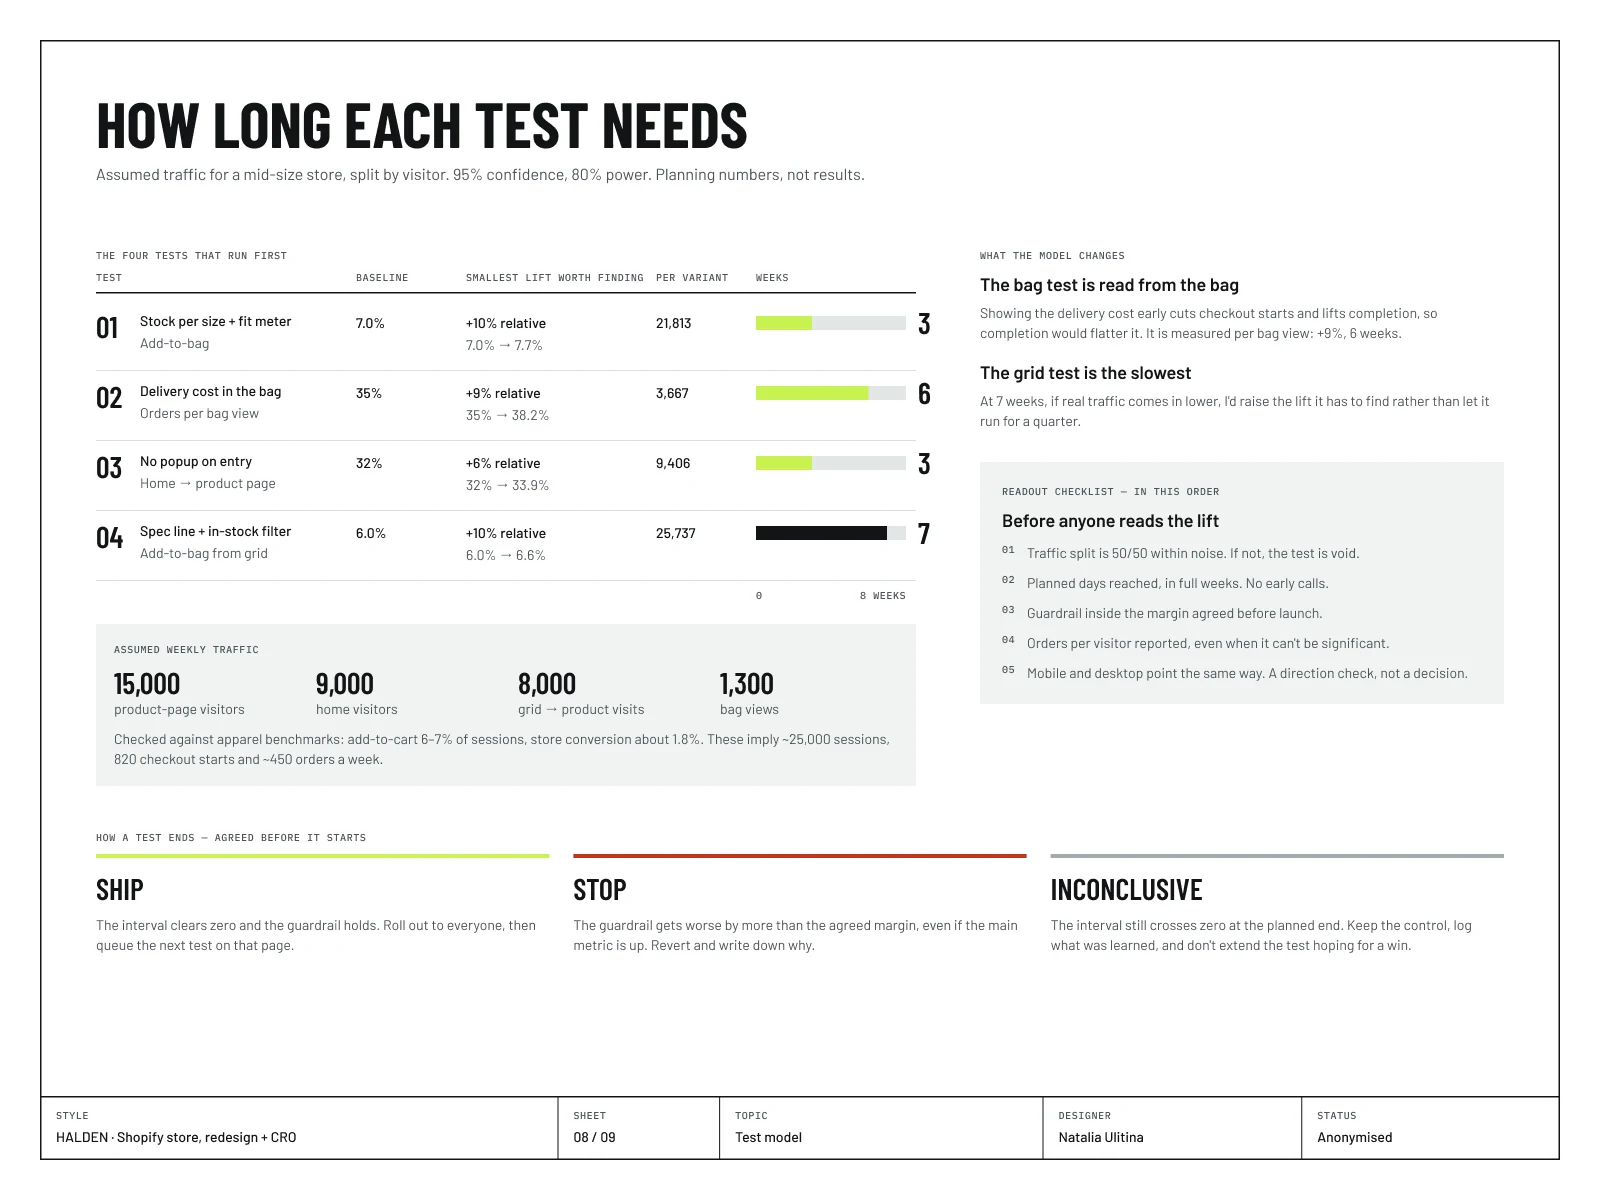 HOW LONG EACH TEST NEEDS
Assumed traffic for a mid-size store, split by visitor. 95% confidence, 80% power. Planning numbers, not results.
THE FOUR TESTS THAT RUN FIRST
TEST BASELINE SMALLEST LIFT WORTH FINDING PER VARIANT WEEKS
01 Stock per size + fit meter 7.0% +10% relative 21,813 3
Add-to-bag 7.0% → 7.7%
02 Delivery cost in the bag 35% +9% relative 3,667 6
Orders per bag view 35% → 38.2%
03 No popup on entry 32% +6% relative 9,406 3
Home → product page 32% → 33.9%
04 Spec line + in-stock filter 6.0% +10% relative 25,737 7
Add-to-bag from grid 6.0% → 6.6%
0 8 WEEKS
ASSUMED WEEKLY TRAFFIC
15,000 9,000 8,000 1,300
product-page visitors home visitors grid → product visits bag views
Checked against apparel benchmarks: add-to-cart 6–7% of sessions, store conversion about 1.8%. These imply ~25,000 sessions,
820 checkout starts and ~450 orders a week.
WHAT THE MODEL CHANGES
The bag test is read from the bag
Showing the delivery cost early cuts checkout starts and lifts completion, so
completion would flatter it. It is measured per bag view: +9%, 6 weeks.
The grid test is the slowest
At 7 weeks, if real traffic comes in lower, I'd raise the lift it has to find rather than let it
run for a quarter.
READOUT CHECKLIST — IN THIS ORDER
Before anyone reads the lift
01 Traffic split is 50/50 within noise. If not, the test is void.
02 Planned days reached, in full weeks. No early calls.
03 Guardrail inside the margin agreed before launch.
04 Orders per visitor reported, even when it can't be significant.
05 Mobile and desktop point the same way. A direction check, not a decision.
HOW A TEST ENDS — AGREED BEFORE IT STARTS
SHIP
The interval clears zero and the guardrail holds. Roll out to everyone, then
queue the next test on that page.
STOP
The guardrail gets worse by more than the agreed margin, even if the main
metric is up. Revert and write down why.
INCONCLUSIVE
The interval still crosses zero at the planned end. Keep the control, log
what was learned, and don't extend the test hoping for a win.
STYLE SHEET TOPIC DESIGNER STATUS
HALDEN · Shopify store, redesign + CRO 08 / 09 Test model Natalia Ulitina Anonymised